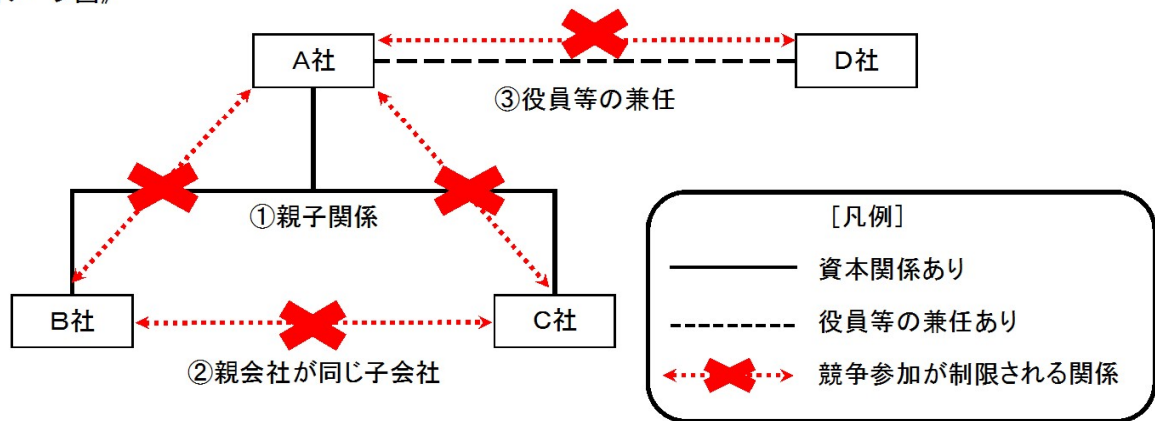 A社
D社
③役員等の兼任
①親子関係
B社
C社
②親会社が同じ子会社
［凡例］
資本関係あり
役員等の兼任あり
競争参加が制限される関係